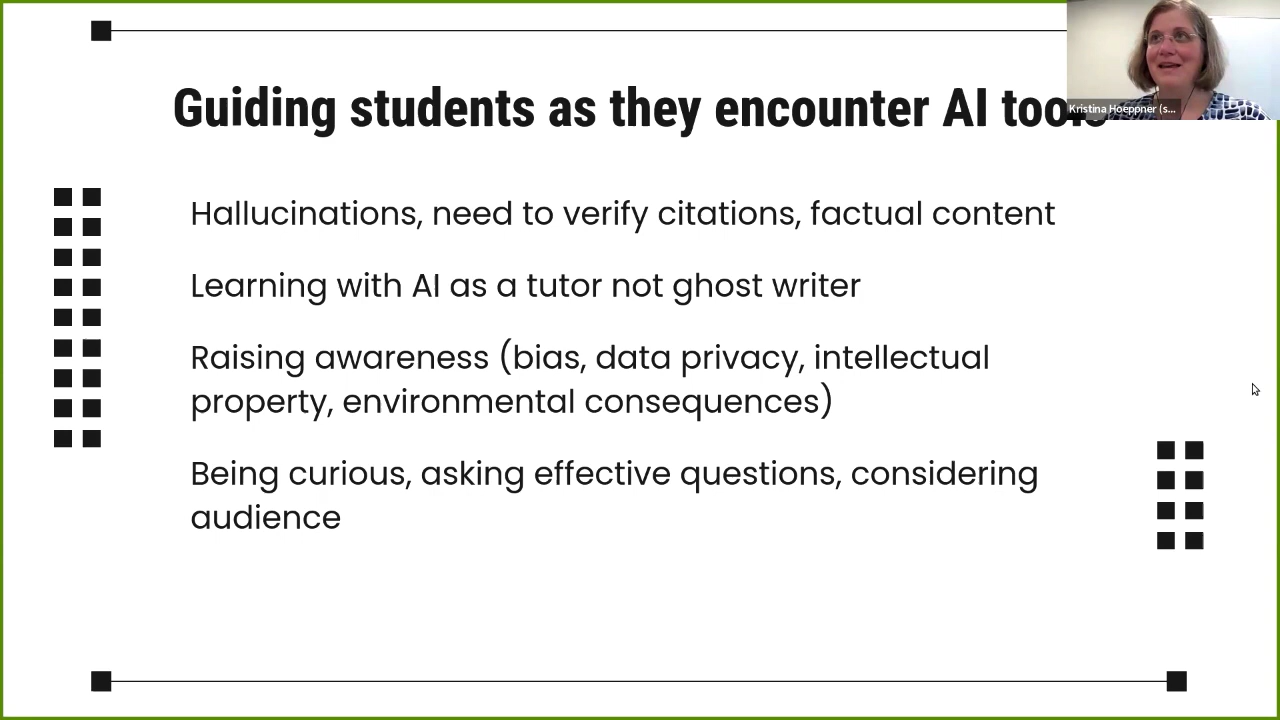 Guiding students as they encounter AI tools
Kristina Hoeppner (s...
Hallucinations, need to verify citations, factual content
Learning with AI as a tutor not ghost writer
Raising awareness (bias, data privacy, intellectual
property, environmental consequences)
Being curious, asking effective questions, considering
audience